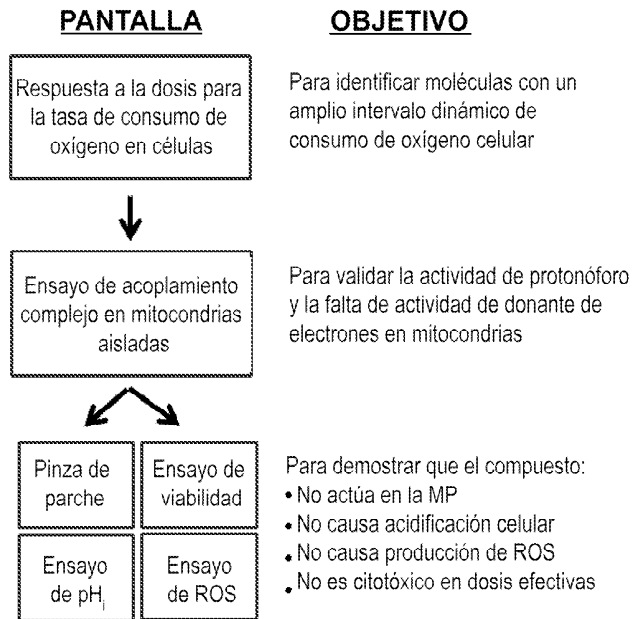 PANTALLA
OBJETIVO
Respuesta a la dosis para
la tasa de consumo de
oxígeno en células
Para identificar moléculas con un
amplio intervalo dinámico de
consumo de oxígeno celular
Ensayo de acoplamiento
complejo en mitocondrias
aisladas
Para validar la actividad de protonóforo
y la falta de actividad de donante de
electrones en mitocondrias
Pinza de
parche
Ensayo de
viabilidad
Ensayo
de pHi
Ensayo
de ROS
Para demostrar que el compuesto:
• No actúa en la MP
• No causa acidificación celular
• No causa producción de ROS
• No es citotóxico en dosis efectivas